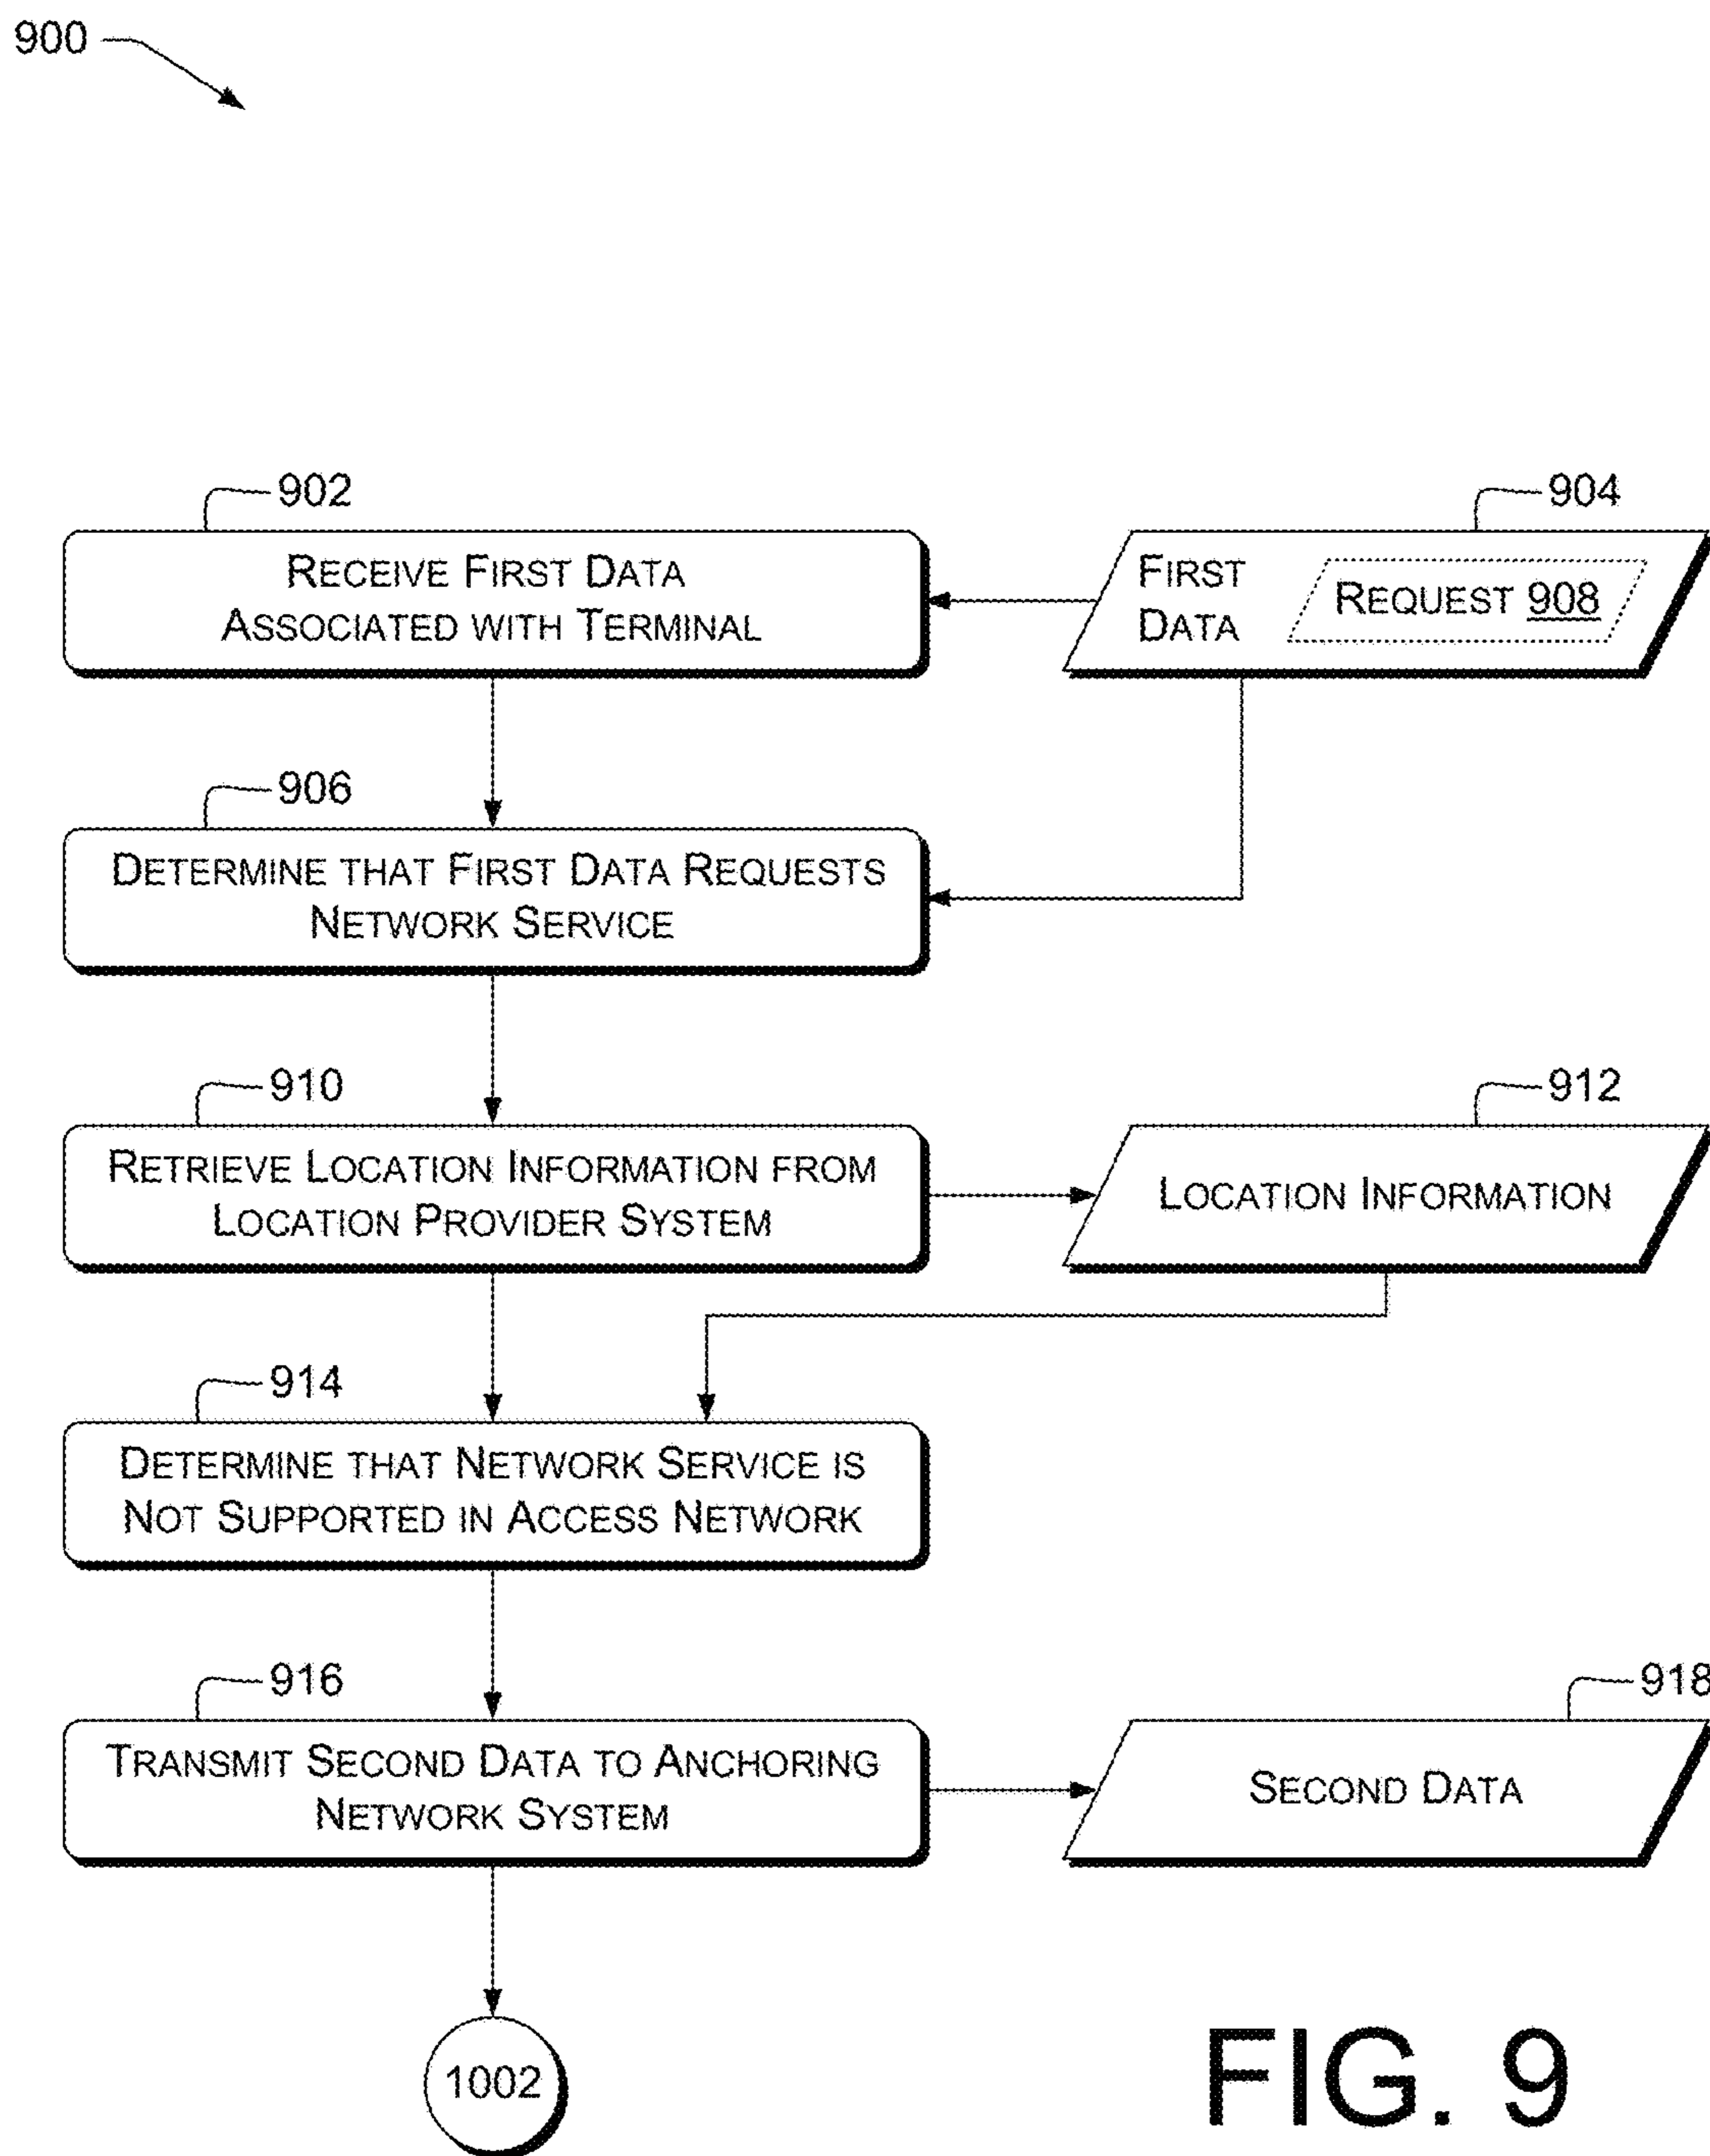 900
902
904
RECEIVE FIRST DATA
ASSOCIATED WITH TERMINAL
FIRST
DATA
REQUEST 908
906
DETERMINE THAT FIRST DATA REQUESTS
NETWORK SERVICE
910
912
RETRIEVE LOCATION INFORMATION FROM
LOCATION PROVIDER SYSTEM
LOCATION INFORMATION
914
DETERMINE THAT NETWORK SERVICE IS
NOT SUPPORTED IN ACCESS NETWORK
916
918
TRANSMIT SECOND DATA TO ANCHORING
NETWORK SYSTEM
SECOND DATA
1002
FIG. 9